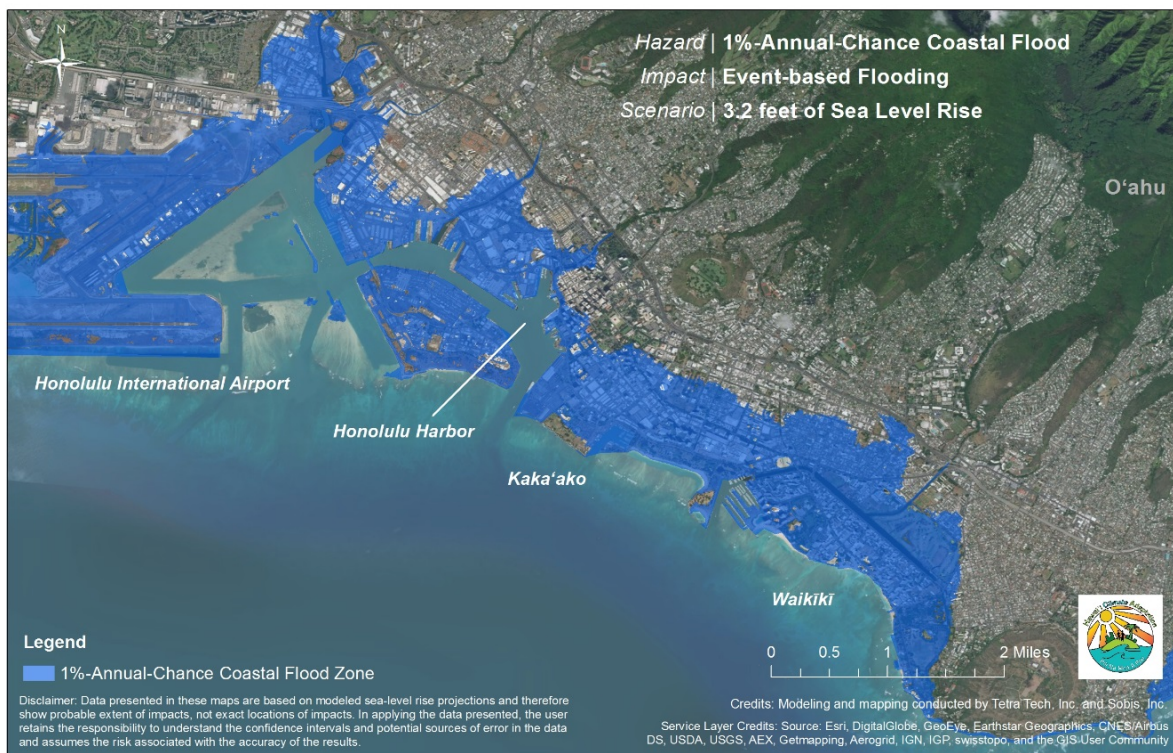 N
Hazard | 1%-Annual-Chance Coastal Flood
Impact | Event-based Flooding
Scenario | 3.2 feet of Sea Level Rise
Oʻahu
Honolulu International Airport
Honolulu Harbor
Kakaʻako
Waikīkī
Legend
1%-Annual-Chance Coastal Flood Zone
Disclaimer: Data presented in these maps are based on modeled sea-level rise projections and therefore
show probable extent of impacts, not exact locations of impacts. In applying the data presented, the user
retains the responsibility to understand the confidence intervals and potential sources of error in the data
and assumes the risk associated with the accuracy of the results.
Hawaiʻi Climate Adaptation
0 0.5 1 2 Miles
Credits: Modeling and mapping conducted by Tetra Tech, Inc. and Sobis, Inc.
Service Layer Credits: Source: Esri, DigitalGlobe, GeoEye, Earthstar Geographics, CNES/Airbus
DS, USDA, USGS, AEX, Getmapping, Aerogrid, IGN, IGP, swisstopo, and the GIS User Community